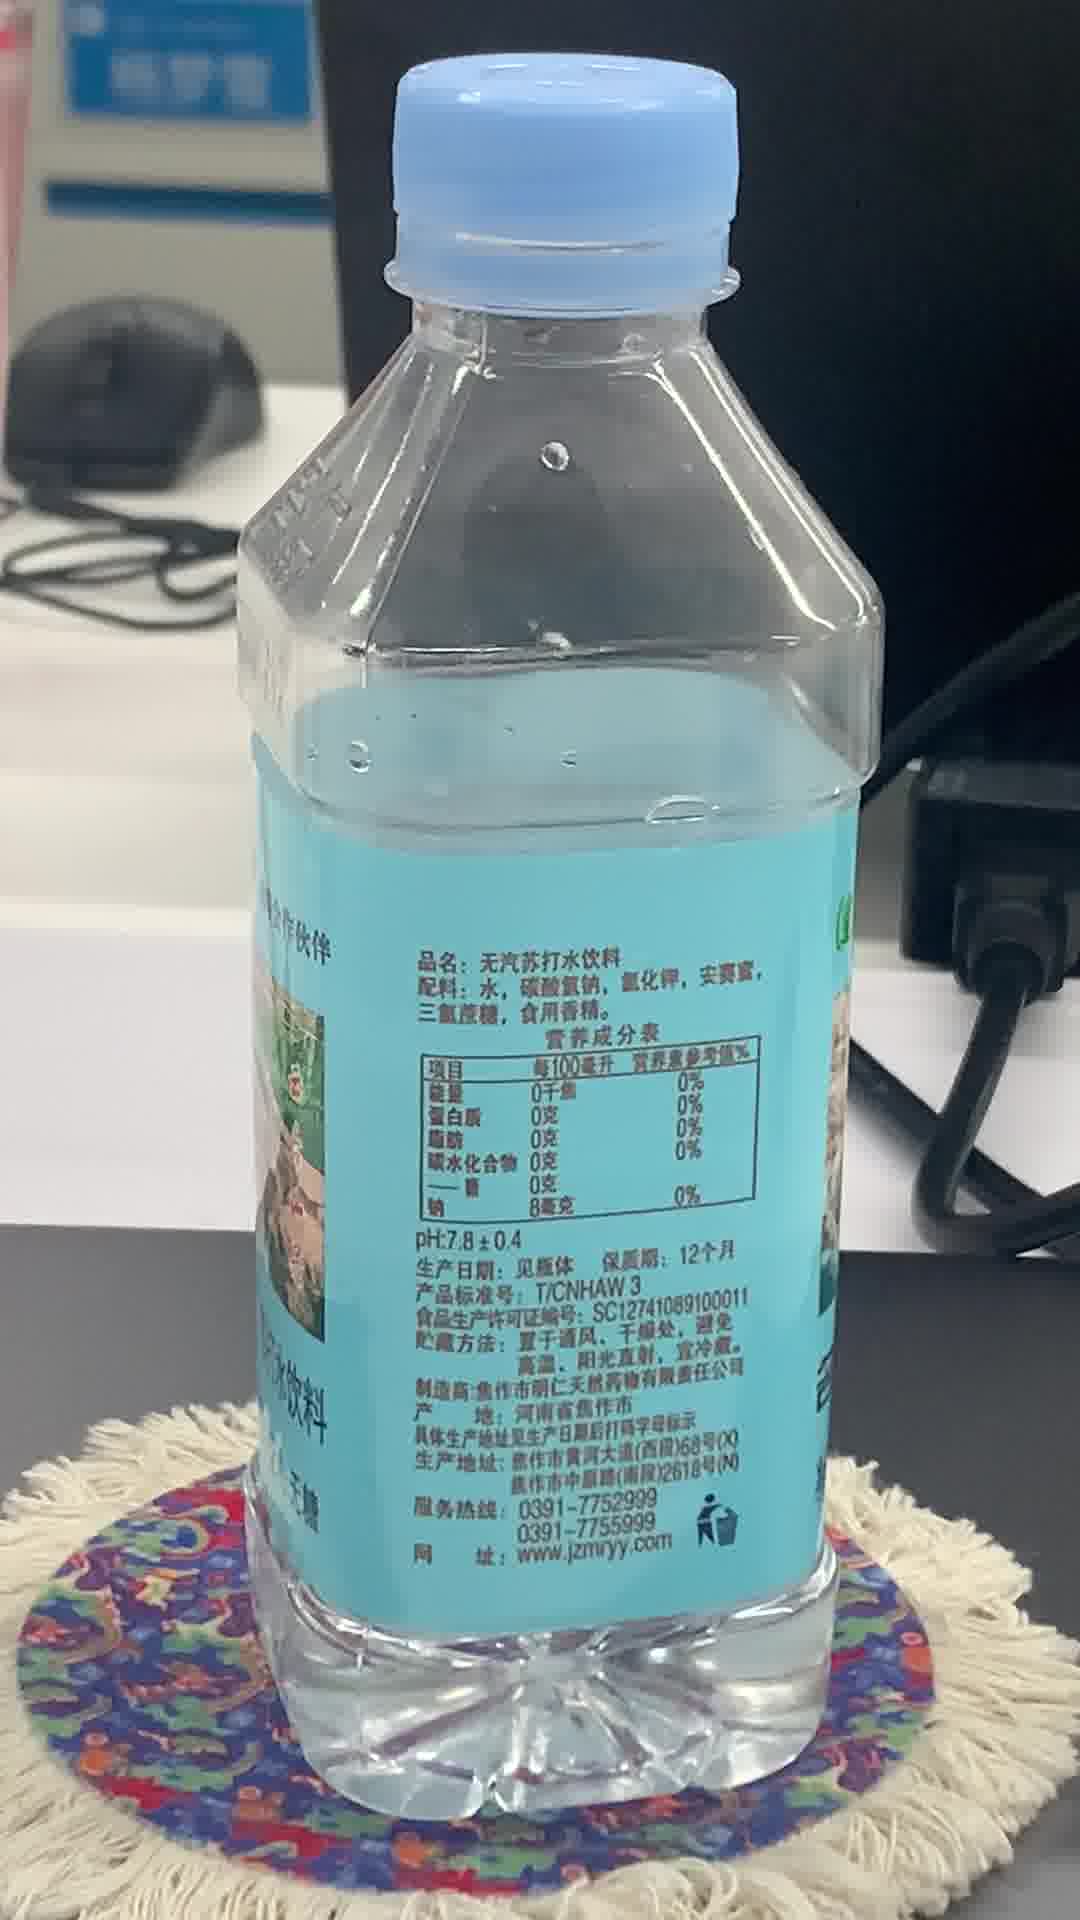 合作伙伴
品名：无汽苏打水饮料
配料：水，碳酸氢钠，氯化钾，安赛蜜，
三氯蔗糖，食用香精。
营养成分表
项目 每100毫升 营养素参考值%
能量 0千焦 0%
蛋白质 0克 0%
脂肪 0克 0%
碳水化合物 0克 0%
——糖 0克
钠 8毫克 0%
pH:7.8±0.4
生产日期：见瓶体 保质期：12个月
产品标准号：T/CNHAW 3
食品生产许可证编号：SC12741089100011
贮藏方法：置于通风、干燥处，避免
高温、阳光直射，宜冷藏。
制造商:焦作市明仁天然药物有限责任公司
产 地：河南省焦作市
具体生产地址见生产日期后打码字母标示
生产地址：焦作市黄河大道(西段)68号(X)
焦作市中原路(南段)2618号(N)
服务热线：0391-7752999
0391-7755999
网 址：www.jzmryy.com
水饮料
无糖